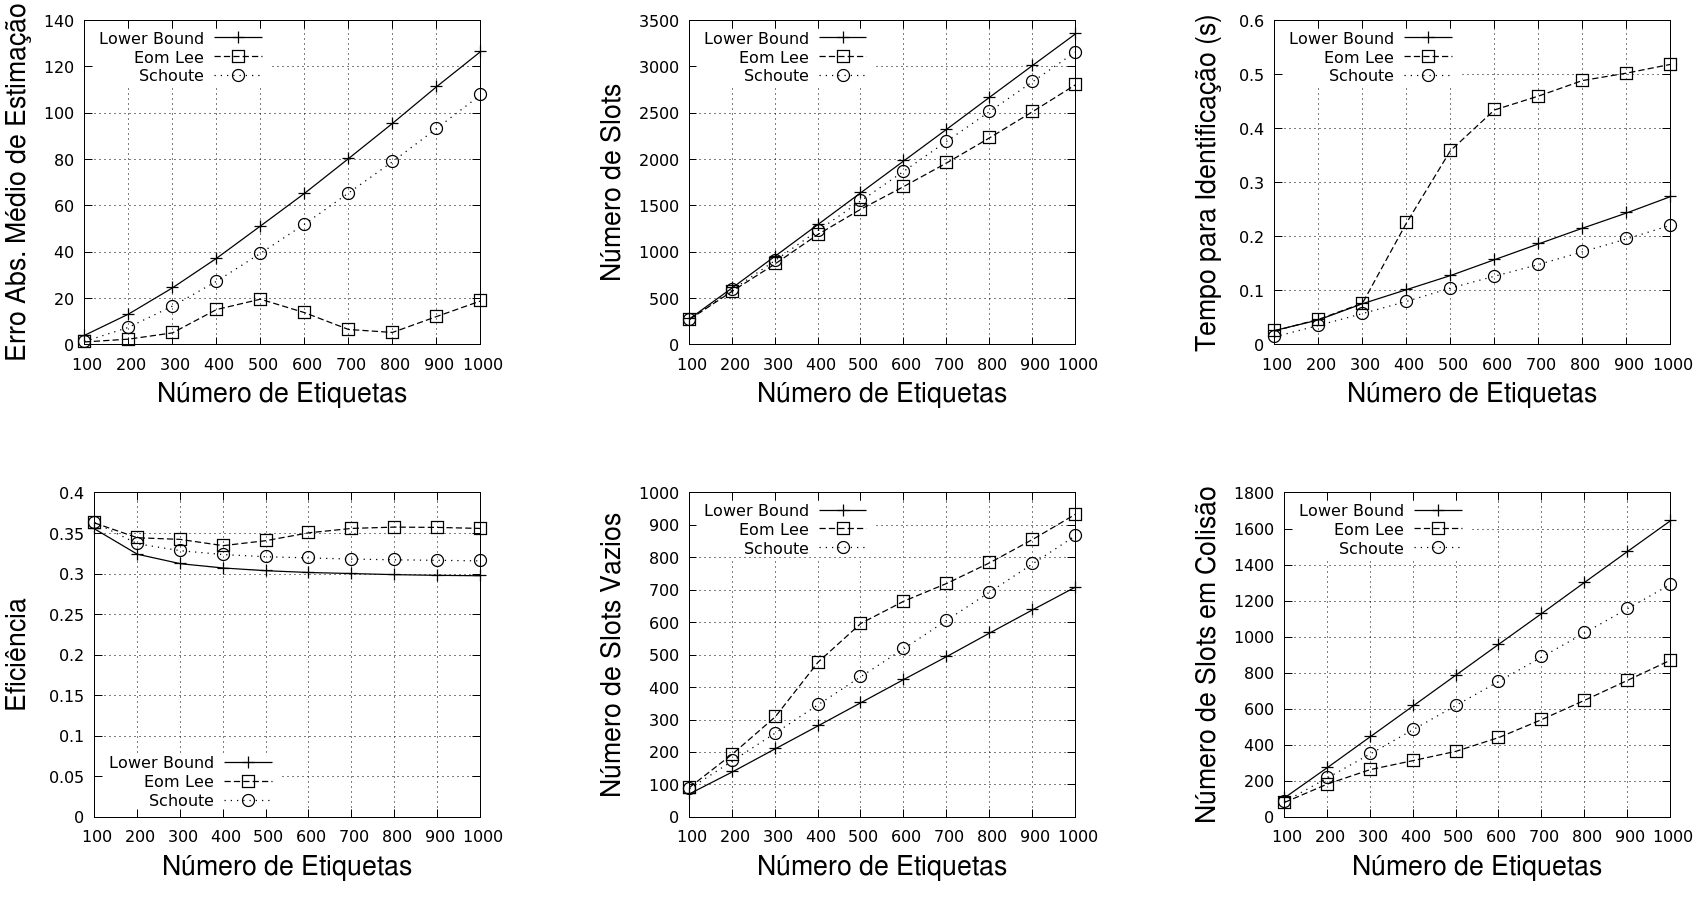 Erro Abs. Médio de Estimação
140
120
100
80
60
40
20
0
Lower Bound
Eom Lee
Schoute
100 200 300 400 500 600 700 800 900 1000
Número de Etiquetas
Número de Slots
3500
3000
2500
2000
1500
1000
500
0
Lower Bound
Eom Lee
Schoute
100 200 300 400 500 600 700 800 900 1000
Número de Etiquetas
Tempo para Identificação (s)
0.6
0.5
0.4
0.3
0.2
0.1
0
Lower Bound
Eom Lee
Schoute
100 200 300 400 500 600 700 800 900 1000
Número de Etiquetas
Eficiência
0.4
0.35
0.3
0.25
0.2
0.15
0.1
0.05
0
Lower Bound
Eom Lee
Schoute
100 200 300 400 500 600 700 800 900 1000
Número de Etiquetas
Número de Slots Vazios
1000
900
800
700
600
500
400
300
200
100
0
Lower Bound
Eom Lee
Schoute
100 200 300 400 500 600 700 800 900 1000
Número de Etiquetas
Número de Slots em Colisão
1800
1600
1400
1200
1000
800
600
400
200
0
Lower Bound
Eom Lee
Schoute
100 200 300 400 500 600 700 800 900 1000
Número de Etiquetas